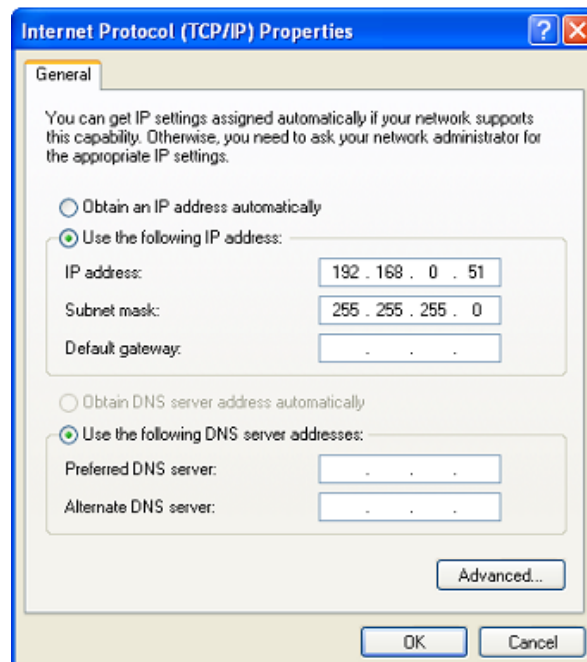 Internet Protocol (TCP/IP) Properties
General
You can get IP settings assigned automatically if your network supports
this capability. Otherwise, you need to ask your network administrator for
the appropriate IP settings.
Obtain an IP address automatically
Use the following IP address:
IP address: 192 . 168 . 0 . 51
Subnet mask: 255 . 255 . 255 . 0
Default gateway: . . .
Obtain DNS server address automatically
Use the following DNS server addresses:
Preferred DNS server: . . .
Alternate DNS server: . . .
Advanced...
OK Cancel